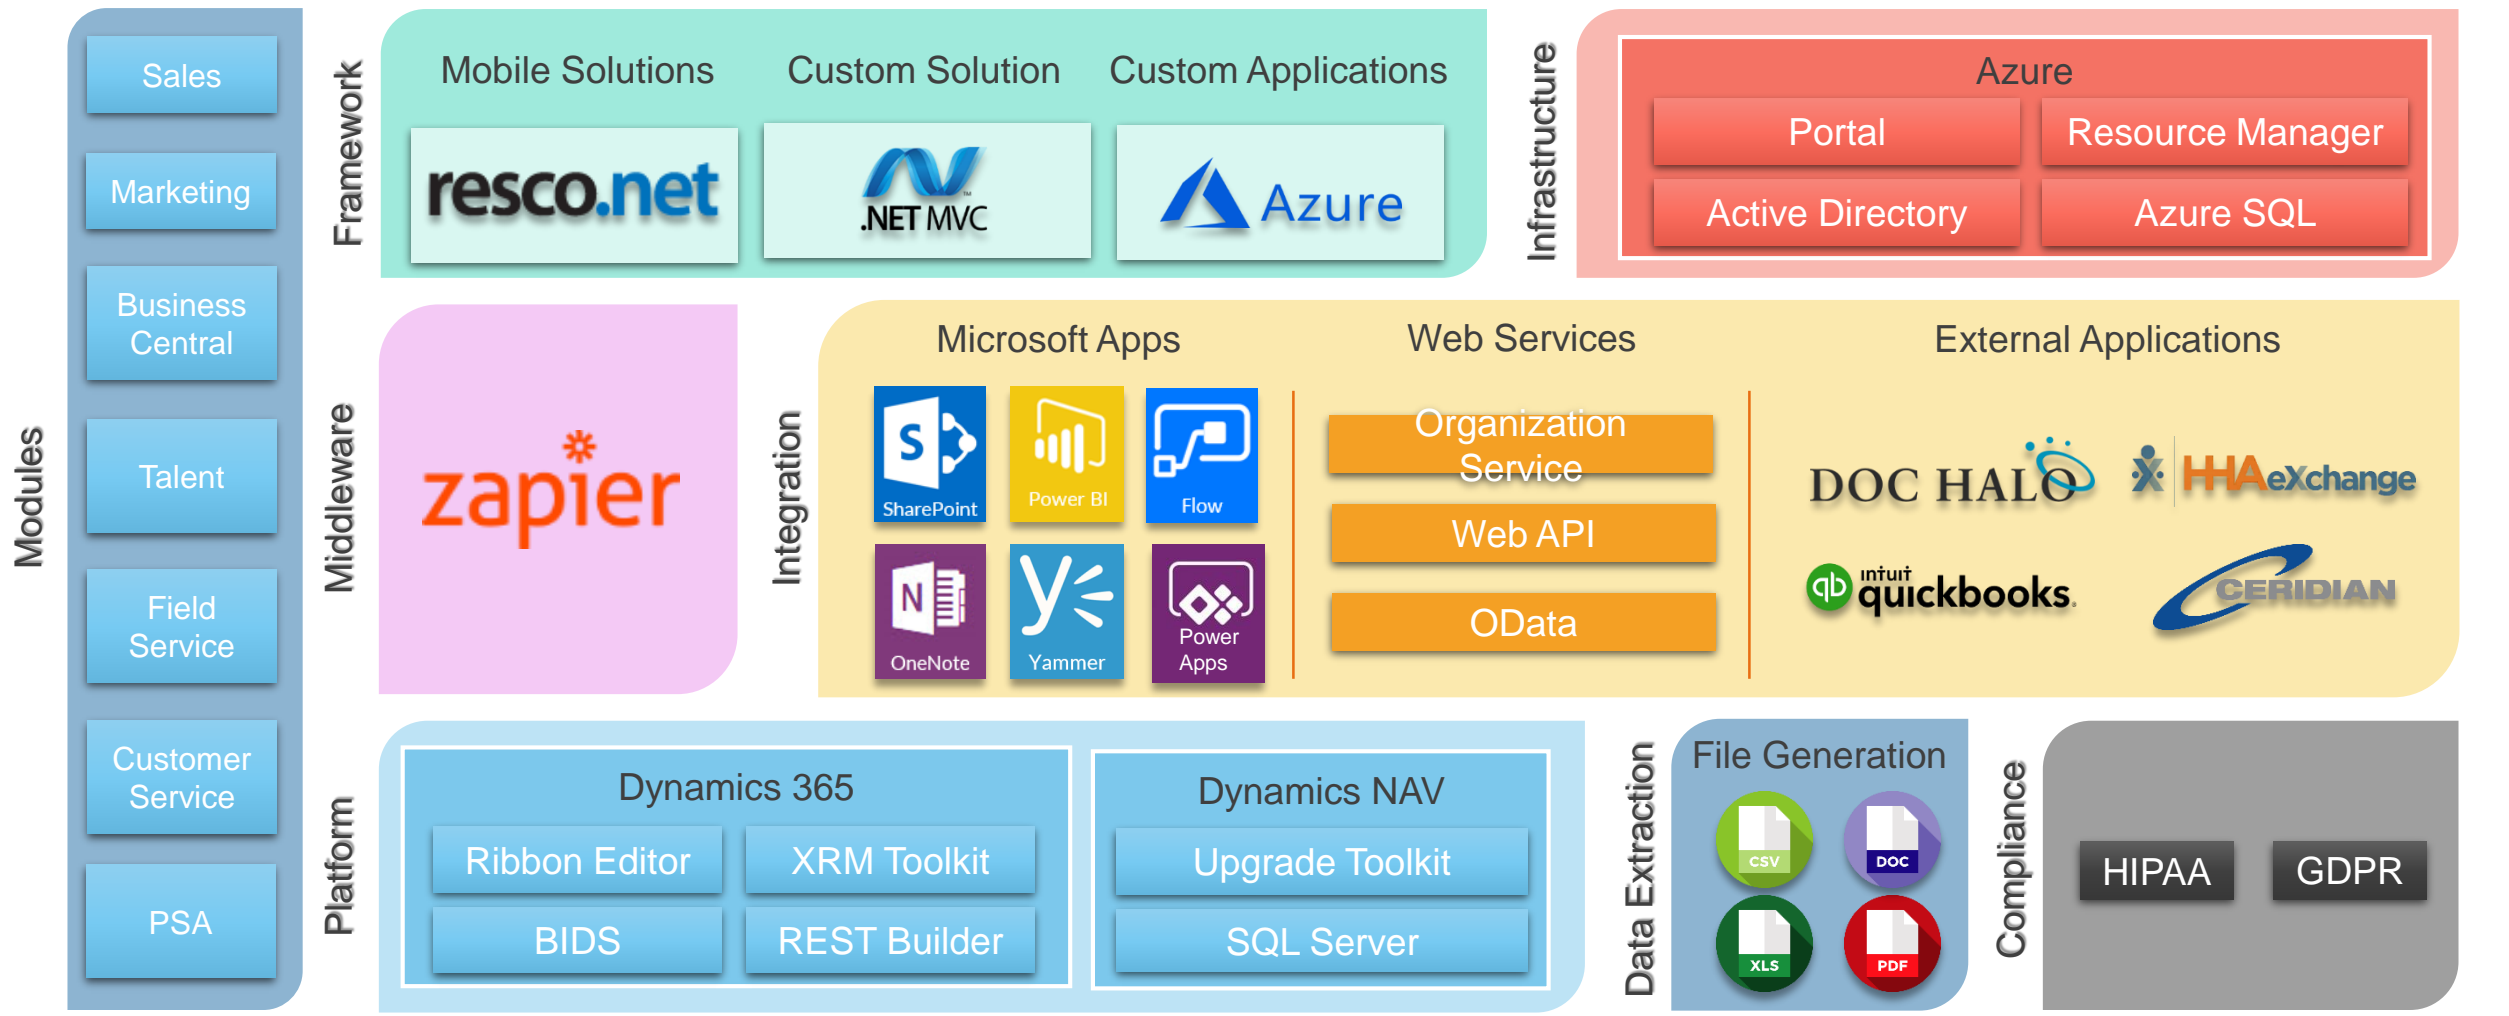 Modules
Sales
Marketing
Business
Central
Talent
Field
Service
Customer
Service
PSA
Framework
Mobile Solutions
resco.net
Custom Solution
.NET MVC
Custom Applications
Azure
Infrastructure
Azure
Portal
Resource Manager
Active Directory
Azure SQL
Middleware
zapier
Integration
Microsoft Apps
SharePoint
Power BI
Flow
OneNote
Yammer
Power
Apps
Web Services
Organization
Service
Web API
OData
External Applications
DOC HALO
HHAeXchange
intuit
quickbooks.
CERIDIAN
Platform
Dynamics 365
Ribbon Editor
XRM Toolkit
BIDS
REST Builder
Dynamics NAV
Upgrade Toolkit
SQL Server
Data Extraction
File Generation
CSV
DOC
XLS
PDF
Compliance
HIPAA
GDPR